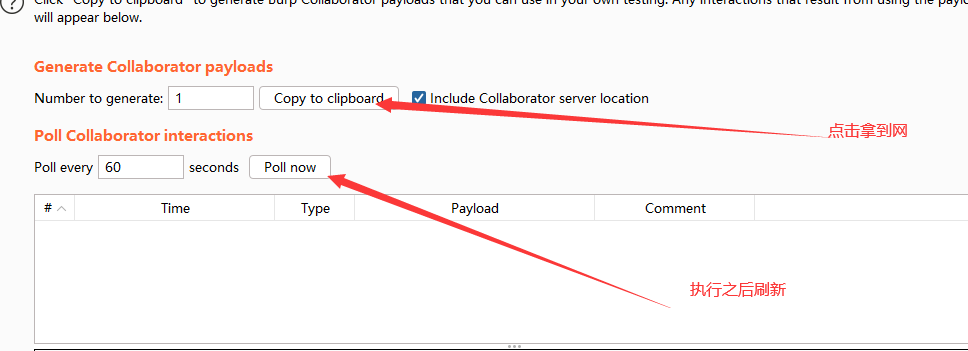 Click "Copy to clipboard" to generate Burp Collaborator payloads that you can use in your own testing. Any interactions that result from using the paylo
will appear below.
Generate Collaborator payloads
Number to generate: 1 Copy to clipboard Include Collaborator server location
点击拿到网
Poll Collaborator interactions
Poll every 60 seconds Poll now
# Time Type Payload Comment
执行之后刷新